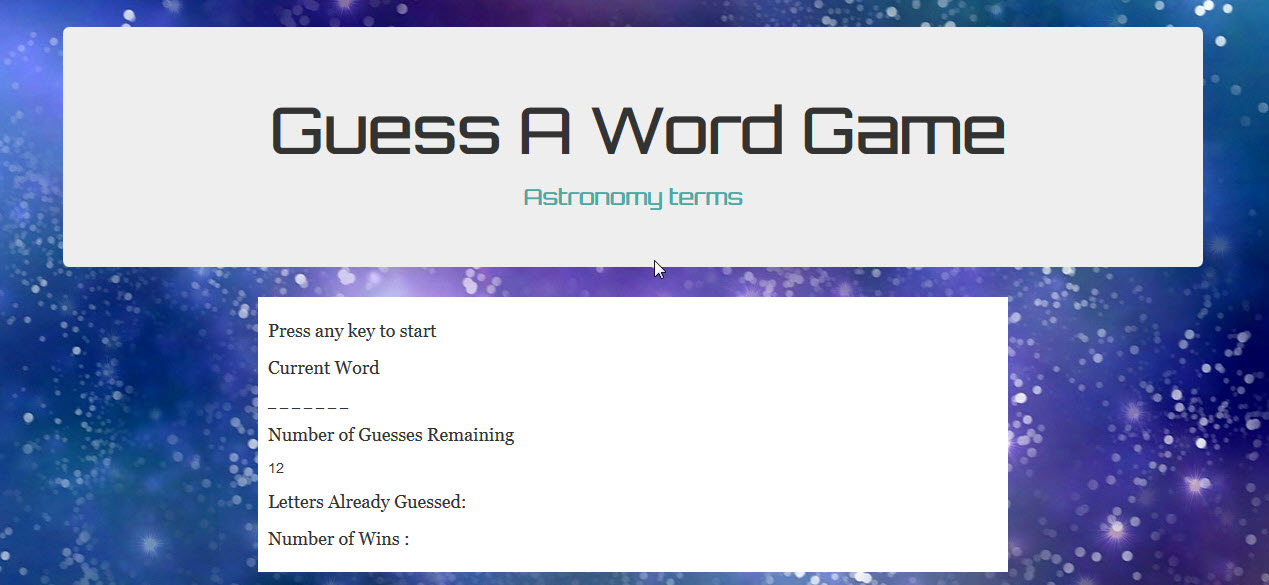 Guess A Word Game
Astronomy terms
Press any key to start
Current Word
_ _ _ _ _ _ _
Number of Guesses Remaining
12
Letters Already Guessed:
Number of Wins :